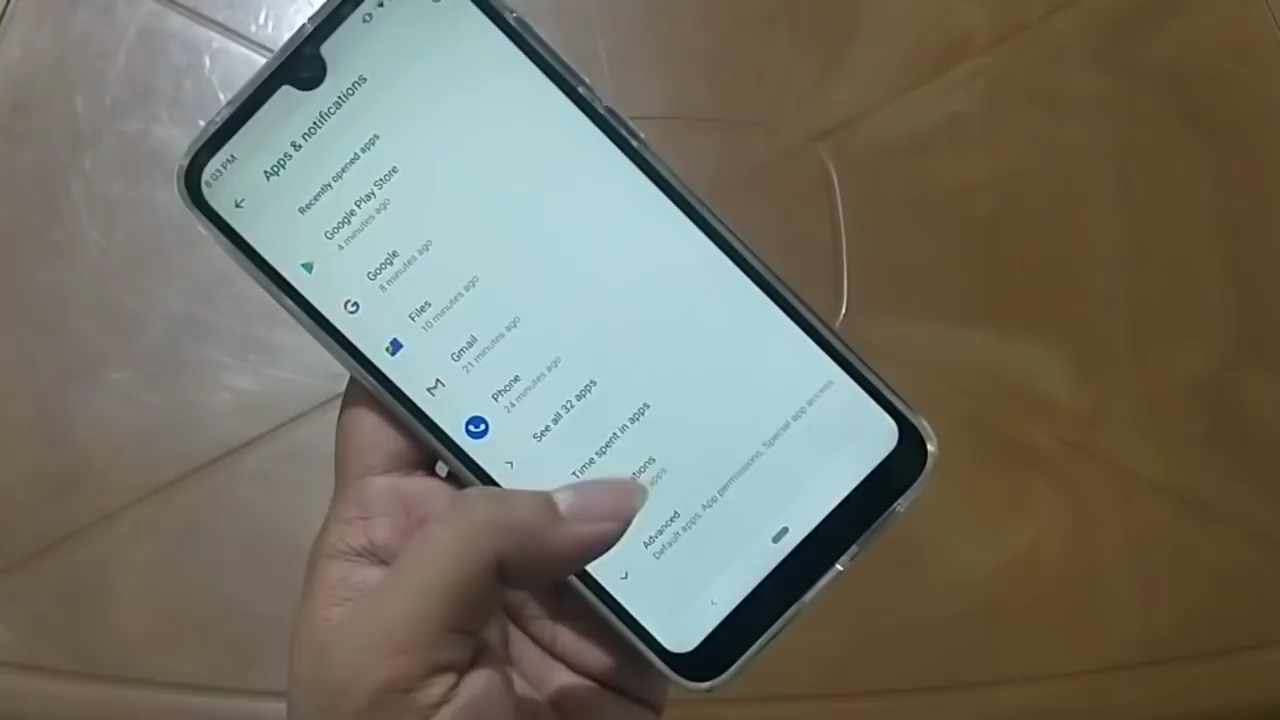 8:03 PM
Apps & notifications
Recently opened apps
Google Play Store
4 minutes ago
Google
8 minutes ago
Files
10 minutes ago
Gmail
21 minutes ago
Phone
24 minutes ago
See all 32 apps
Time spent in apps
tions
apps
Advanced
Default apps, App permissions, Special app access